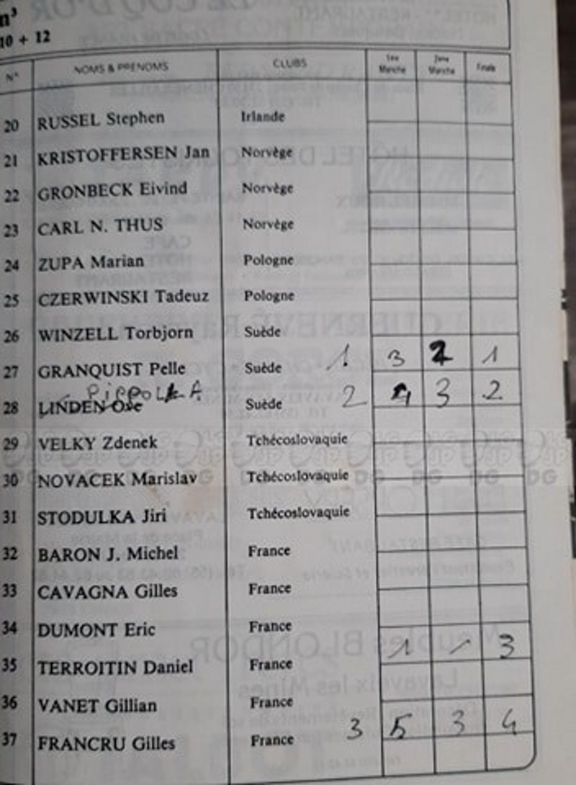 m³
10 + 12
N° NOMS & PRENOMS CLUBS 1ère Manche 2ème Manche Finale
20 RUSSEL Stephen Irlande
21 KRISTOFFERSEN Jan Norvège
22 GRONBECK Eivind Norvège
23 CARL N. THUS Norvège
24 ZUPA Marian Pologne
25 CZERWINSKI Tadeuz Pologne
26 WINZELL Torbjorn Suède
27 GRANQUIST Pelle Suède 1 3 2 1
PIPPOLKA
28 LINDEN Ose Suède 2 4 3 2
29 VELKY Zdenek Tchécoslovaquie
30 NOVACEK Marislav Tchécoslovaquie
31 STODULKA Jiri Tchécoslovaquie
32 BARON J. Michel France
33 CAVAGNA Gilles France
34 DUMONT Eric France
35 TERROITIN Daniel France 1 1 3
36 VANET Gillian France
37 FRANCRU Gilles France 3 5 3 4